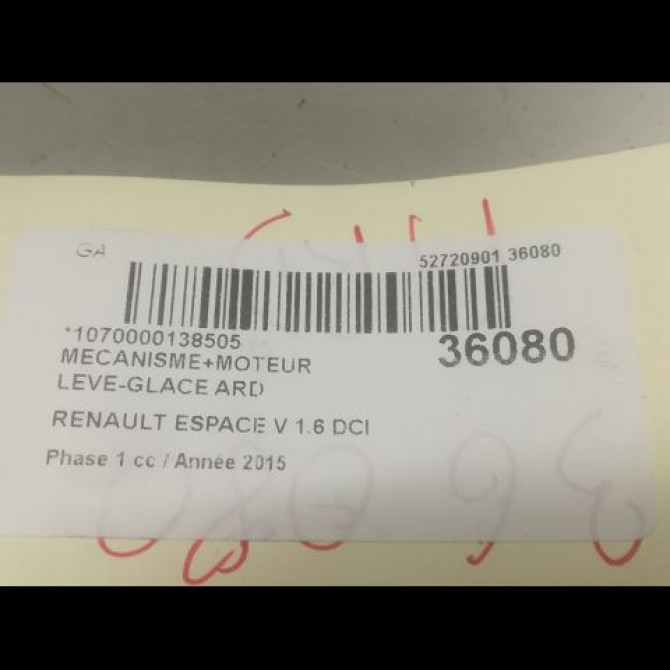 GA
52720901 36080
*1070000138505
36080
MECANISME+MOTEUR
LEVE-GLACE ARD
RENAULT ESPACE V 1.6 DCI
Phase 1 cc / Année 2015
36080